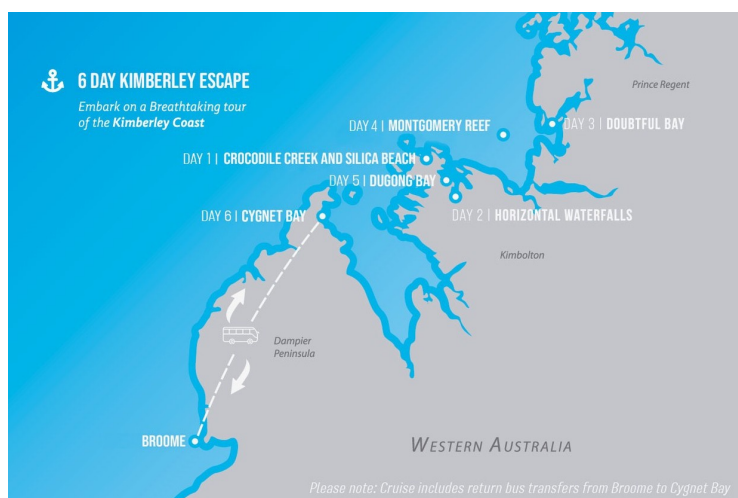 6 DAY KIMBERLEY ESCAPE
Embark on a Breathtaking tour
of the Kimberley Coast
Prince Regent
DAY 4 | MONTGOMERY REEF
DAY 3 | DOUBTFUL BAY
DAY 1 | CROCODILE CREEK AND SILICA BEACH
DAY 5 | DUGONG BAY
DAY 6 | CYGNET BAY
DAY 2 | HORIZONTAL WATERFALLS
Kimbolton
Dampier
Peninsula
BROOME
WESTERN AUSTRALIA
Please note: Cruise includes return bus transfers from Broome to Cygnet Bay